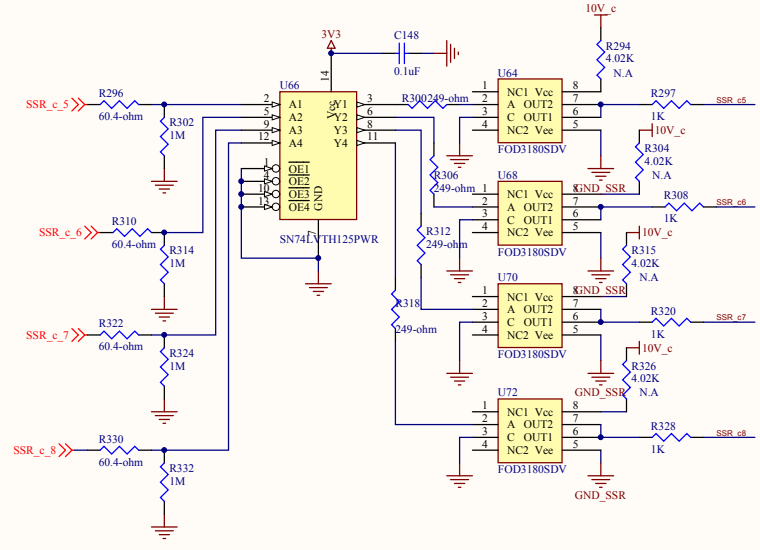 10V_c
3V3
C148
0.1uF
R294
4.02K
N.A
U64
U66
14
SSR_c_5
R296
60.4-ohm
R302
1M
2 A1 Vcc Y1 3
5 A2 Y2 6
9 A3 Y3 8
12 A4 Y4 11
1 OE1
4 OE2
10 OE3
13 OE4
GND
7
SN74LVTH125PWR
R300 249-ohm
1 NC1 Vcc 8
2 A OUT2 7
3 C OUT1 6
4 NC2 Vee 5
FOD3180SDV
R297
1K
SSR_c5
10V_c
R304
4.02K
N.A
GND_SSR
R306
249-ohm
U68
1 NC1 Vcc 8
2 A OUT2 7
3 C OUT1 6
4 NC2 Vee 5
FOD3180SDV
R308
1K
SSR_c6
SSR_c_6
R310
60.4-ohm
R314
1M
R312
249-ohm
10V_c
R315
4.02K
N.A
GND_SSR
U70
1 NC1 Vcc 8
2 A OUT2 7
3 C OUT1 6
4 NC2 Vee 5
FOD3180SDV
R320
1K
SSR_c7
R318
249-ohm
SSR_c_7
R322
60.4-ohm
R324
1M
10V_c
R326
4.02K
N.A
GND_SSR
U72
1 NC1 Vcc 8
2 A OUT2 7
3 C OUT1 6
4 NC2 Vee 5
FOD3180SDV
R328
1K
SSR_c8
GND_SSR
SSR_c_8
R330
60.4-ohm
R332
1M